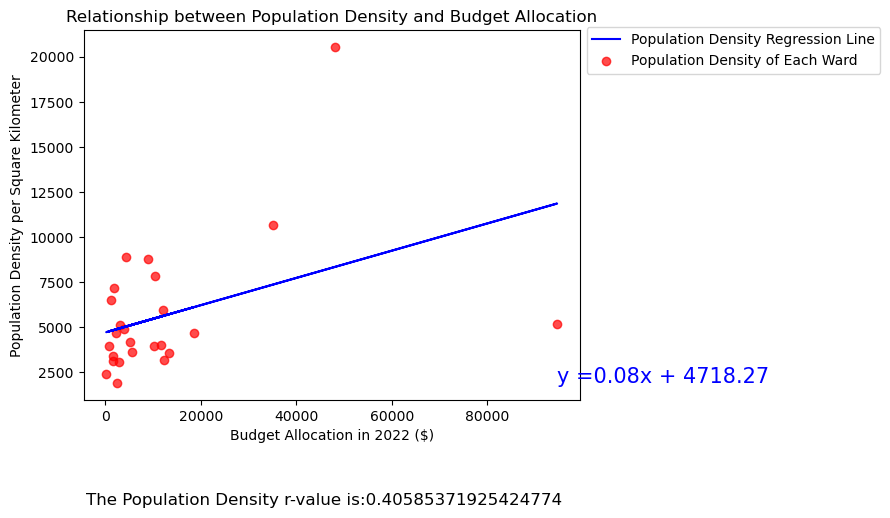 Relationship between Population Density and Budget Allocation
Population Density Regression Line
Population Density of Each Ward
Population Density per Square Kilometer
20000
17500
15000
12500
10000
7500
5000
2500
y =0.08x + 4718.27
0 20000 40000 60000 80000
Budget Allocation in 2022 ($)
The Population Density r-value is:0.40585371925424774